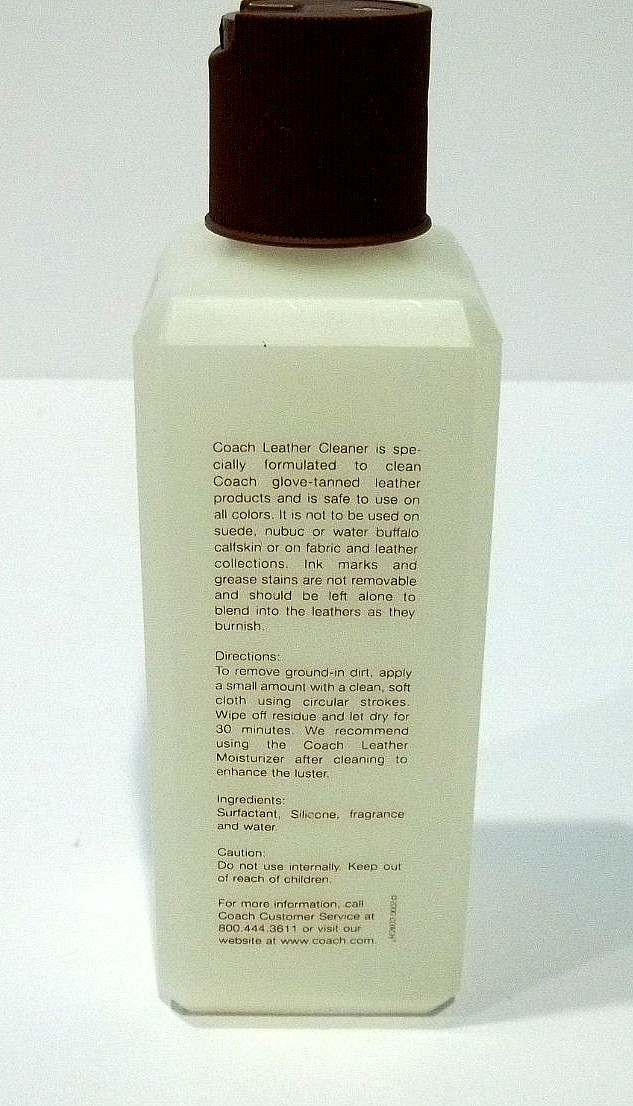 Coach Leather Cleaner is spe-
cially formulated to clean
Coach glove-tanned leather
products and is safe to use on
all colors. It is not to be used on
suede, nubuc or water buffalo
calfskin or on fabric and leather
collections. Ink marks and
grease stains are not removable
and should be left alone to
blend into the leathers as they
burnish.
Directions:
To remove ground-in dirt, apply
a small amount with a clean, soft
cloth using circular strokes.
Wipe off residue and let dry for
30 minutes. We recommend
using the Coach Leather
Moisturizer after cleaning to
enhance the luster.
Ingredients:
Surfactant, Silicone, fragrance
and water.
Caution:
Do not use internally. Keep out
of reach of children.
For more information, call
Coach Customer Service at
800.444.3611 or visit our
website at www.coach.com.